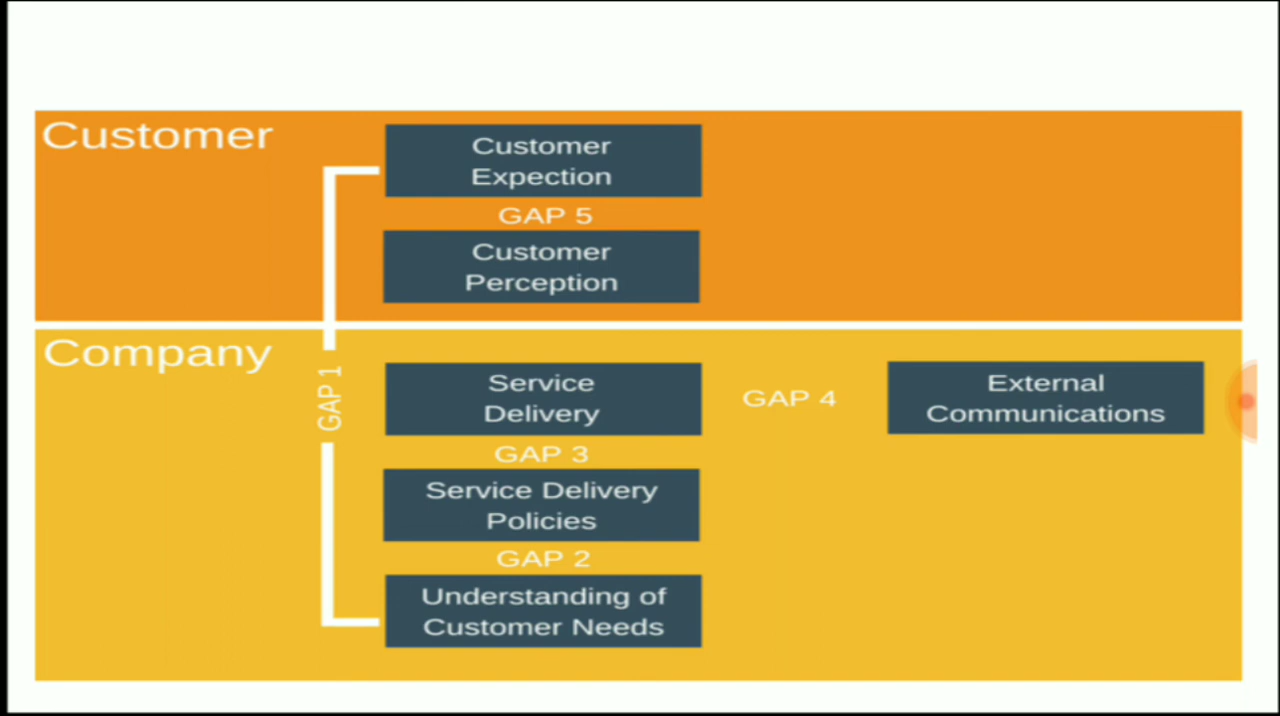 Customer
Customer
Expection
GAP 5
Customer
Perception
Company
GAP 1
Service
Delivery
GAP 4
External
Communications
GAP 3
Service Delivery
Policies
GAP 2
Understanding of
Customer Needs